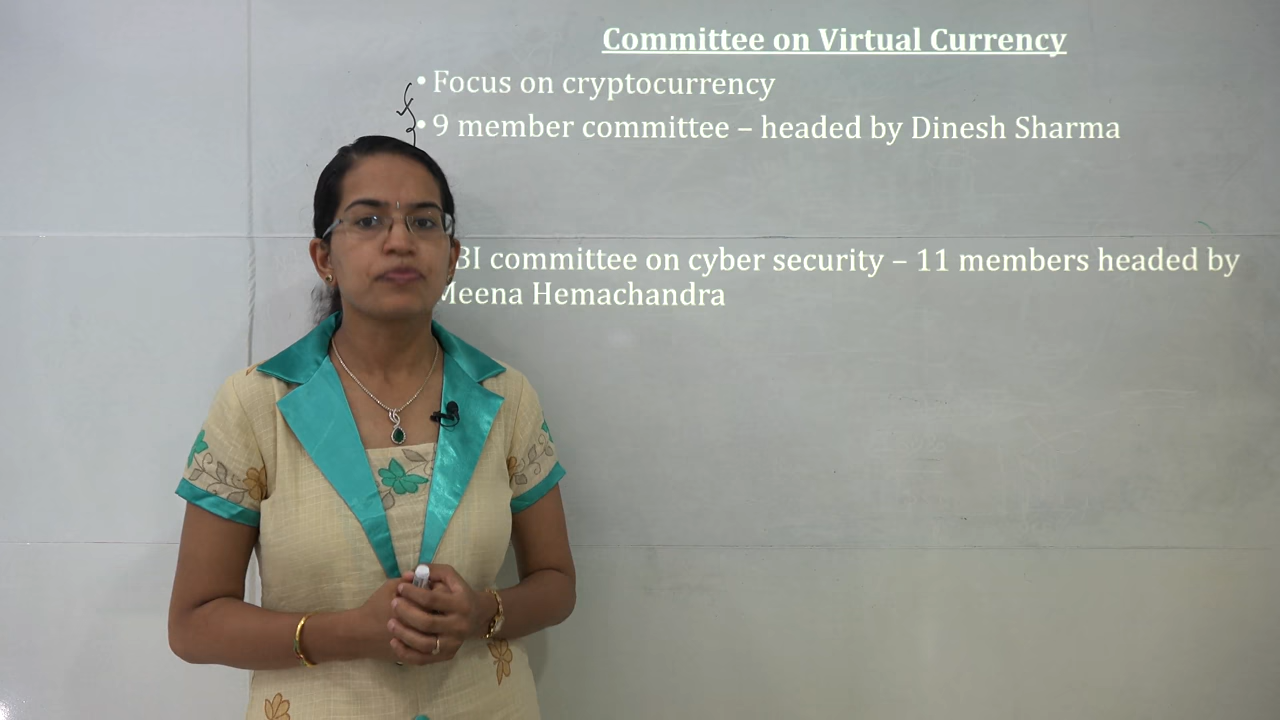 Committee on Virtual Currency
• Focus on cryptocurrency
• 9 member committee – headed by Dinesh Sharma
BI committee on cyber security – 11 members headed by
Meena Hemachandra